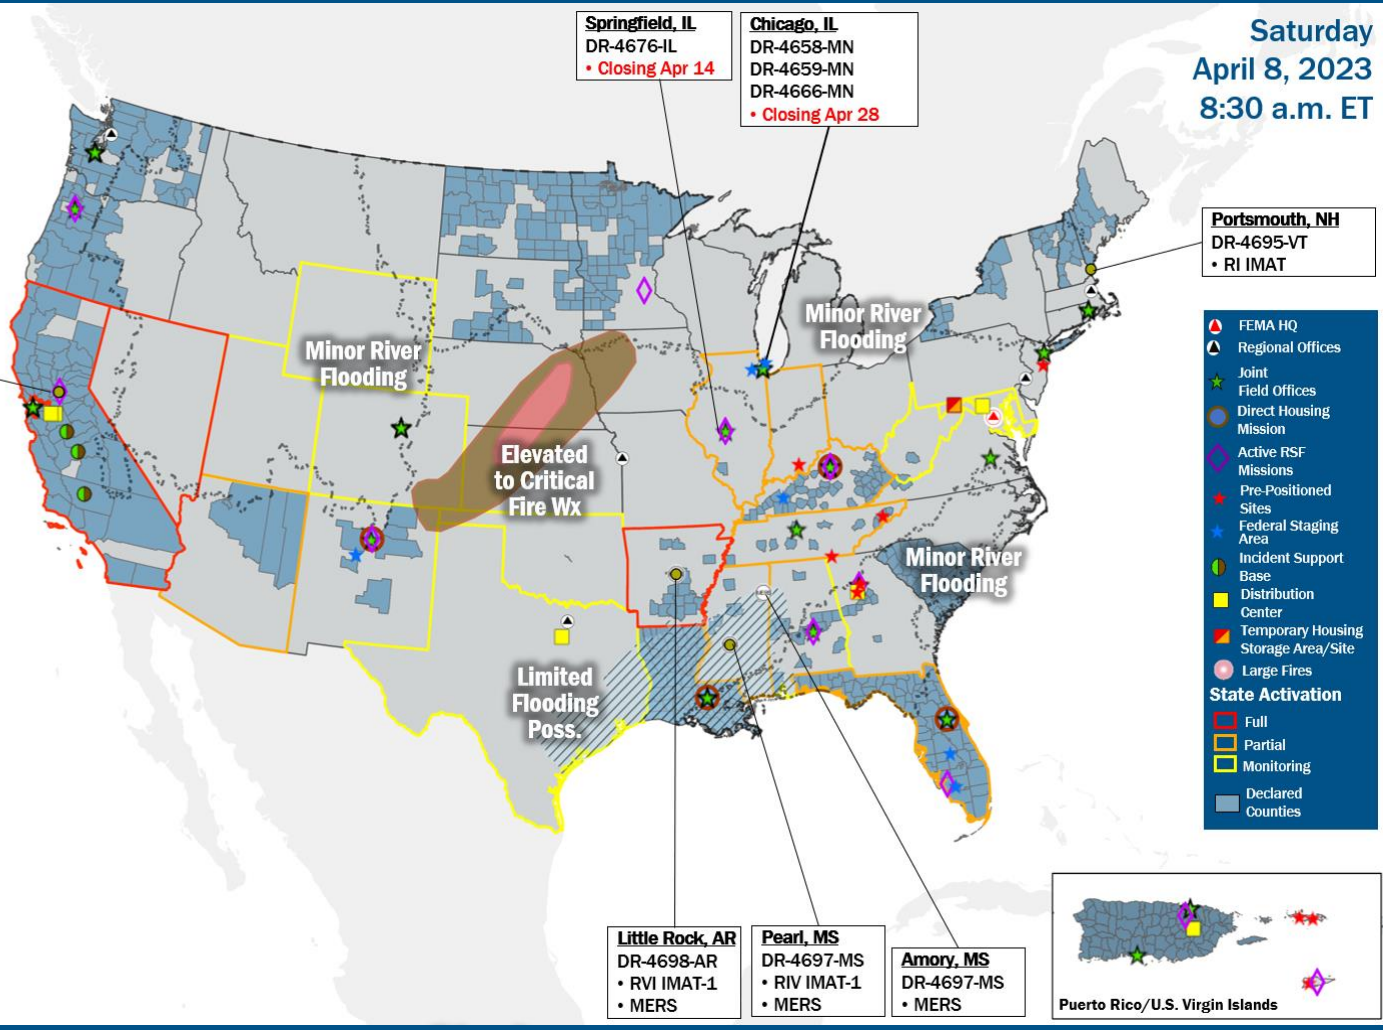 Springfield, IL
DR-4676-IL
• Closing Apr 14
Chicago, IL
DR-4658-MN
DR-4659-MN
DR-4666-MN
• Closing Apr 28
Saturday
April 8, 2023
8:30 a.m. ET
Portsmouth, NH
DR-4695-VT
• RI IMAT
Minor River
Flooding
Minor River
Flooding
Elevated
to Critical
Fire Wx
Minor River
Flooding
Limited
Flooding
Poss.
FEMA HQ
Regional Offices
Joint
Field Offices
Direct Housing
Mission
Active RSF
Missions
Pre-Positioned
Sites
Federal Staging
Area
Incident Support
Base
Distribution
Center
Temporary Housing
Storage Area/Site
Large Fires
State Activation
Full
Partial
Monitoring
Declared
Counties
Little Rock, AR
DR-4698-AR
• RVI IMAT-1
• MERS
Pearl, MS
DR-4697-MS
• RIV IMAT-1
• MERS
Amory, MS
DR-4697-MS
• MERS
Puerto Rico/U.S. Virgin Islands